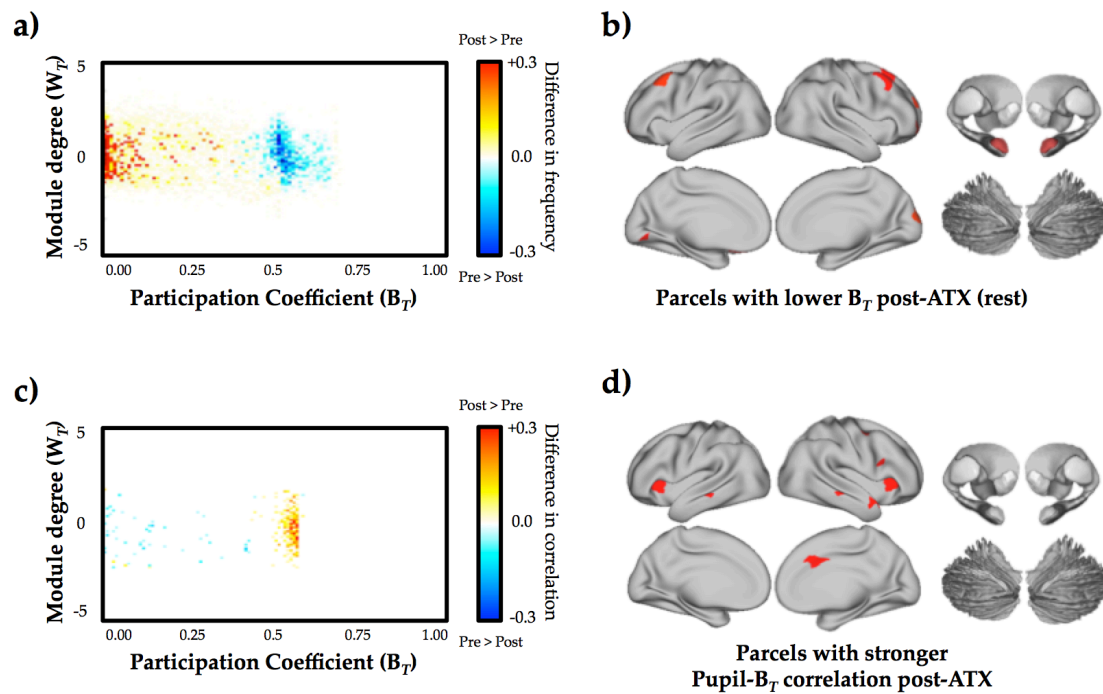 a)
Post > Pre
5
0
-5
Module degree (WT)
0.00 0.25 0.5 0.75 1.00
Participation Coefficient (BT)
+0.3
0.0
-0.3
Difference in frequency
Pre > Post
b)
Parcels with lower BT post-ATX (rest)
c)
Post > Pre
5
0
-5
Module degree (WT)
0.00 0.25 0.5 0.75 1.00
Participation Coefficient (BT)
+0.3
0.0
-0.3
Difference in correlation
Pre > Post
d)
Parcels with stronger
Pupil-BT correlation post-ATX